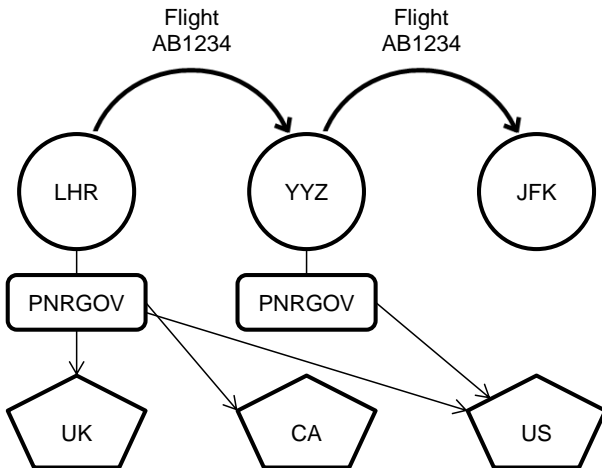 Flight
AB1234
Flight
AB1234
LHR
YYZ
JFK
PNRGOV
PNRGOV
UK
CA
US